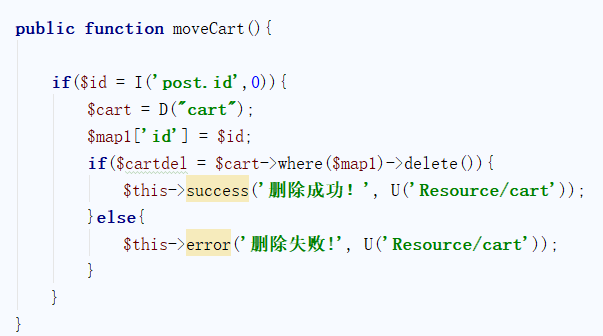 public function moveCart(){
if($id = I('post.id',0)){
$cart = D("cart");
$map1['id'] = $id;
if($cartdel = $cart->where($map1)->delete()){
$this->success('删除成功！', U('Resource/cart'));
}else{
$this->error('删除失败!', U('Resource/cart'));
}
}
}